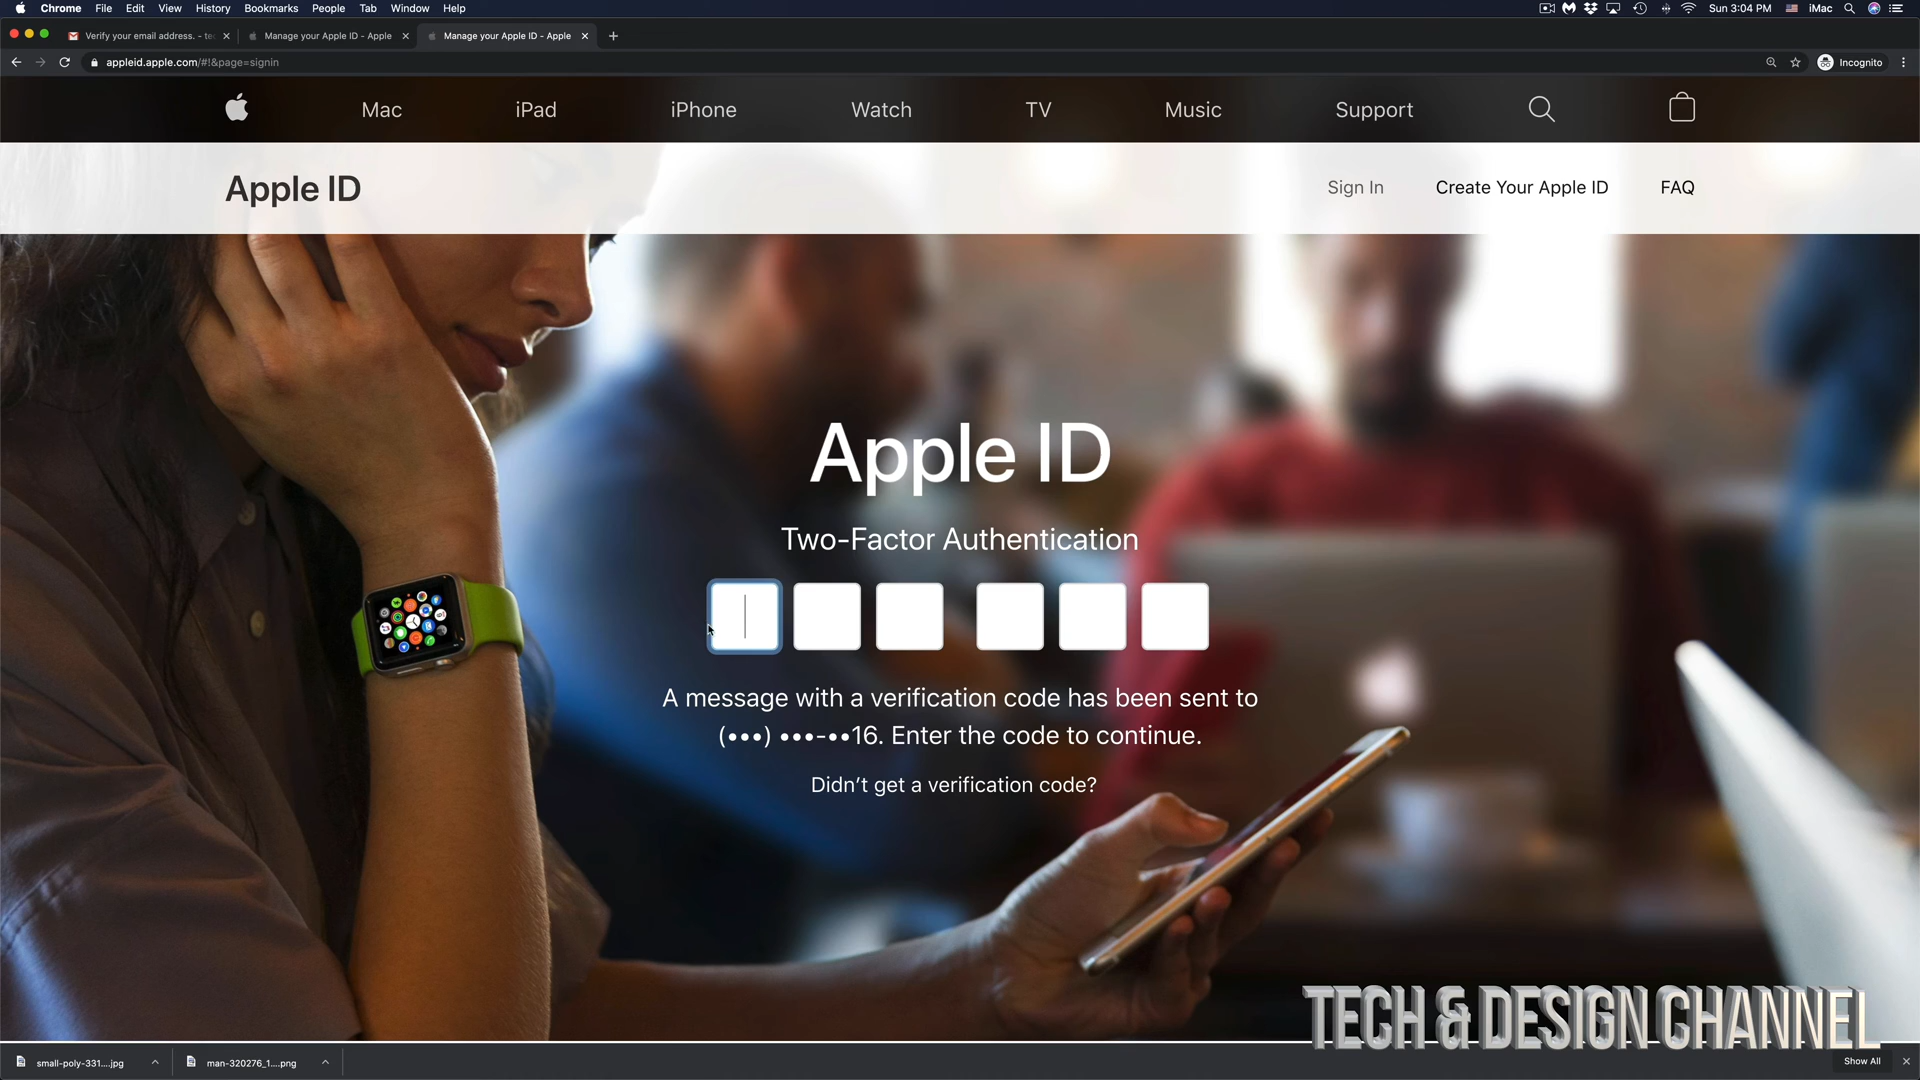 Chrome File Edit View History Bookmarks People Tab Window Help
Sun 3:04 PM iMac
Verify your email address. - te
Manage your Apple ID - Apple
Manage your Apple ID - Apple
appleid.apple.com/#!&page=signin
Incognito
Mac iPad iPhone Watch TV Music Support
Apple ID
Sign In Create Your Apple ID FAQ
Apple ID
Two-Factor Authentication
A message with a verification code has been sent to
(•••) •••-••16. Enter the code to continue.
Didn’t get a verification code?
TECH & DESIGN CHANNEL
small-poly-331....jpg
man-320276_1....png
Show All